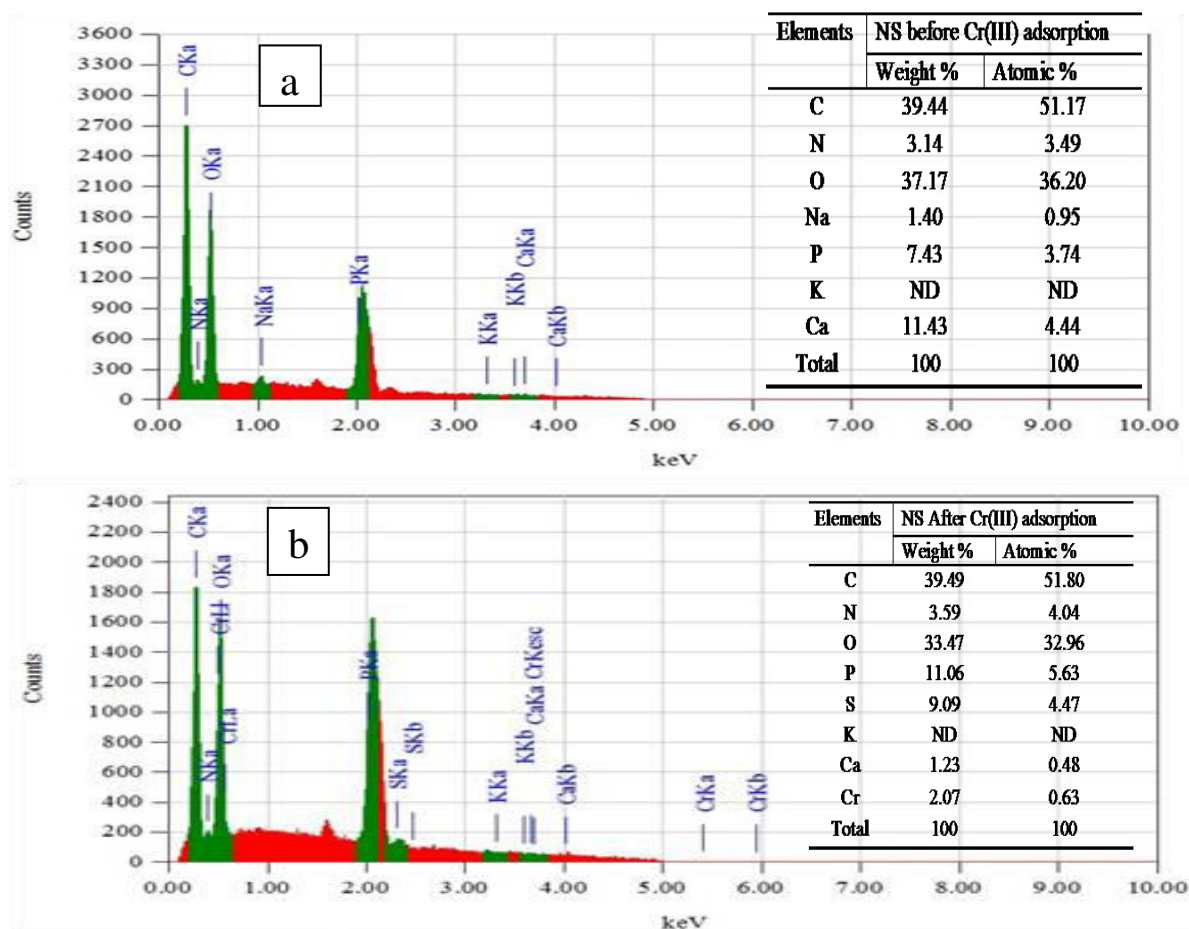 a
Counts
3600
3300
3000
2700
2400
2100
1800
1500
1200
900
600
300
0
CKa
NKa
OKa
NaKa
PKa
KKa
KKb
CaKa
CaKb
0.00 1.00 2.00 3.00 4.00 5.00 6.00 7.00 8.00 9.00 10.00
keV
Elements NS before Cr(III) adsorption
Weight % Atomic %
C 39.44 51.17
N 3.14 3.49
O 37.17 36.20
Na 1.40 0.95
P 7.43 3.74
K ND ND
Ca 11.43 4.44
Total 100 100
b
Counts
2400
2200
2000
1800
1600
1400
1200
1000
800
600
400
200
0
CKa
NKa
OKa
CrLl
CrLa
PKa
SKa
SKb
KKa
KKb
CaKa
CrKesc
CaKb
CrKa
CrKb
0.00 1.00 2.00 3.00 4.00 5.00 6.00 7.00 8.00 9.00 10.00
keV
Elements NS After Cr(III) adsorption
Weight % Atomic %
C 39.49 51.80
N 3.59 4.04
O 33.47 32.96
P 11.06 5.63
S 9.09 4.47
K ND ND
Ca 1.23 0.48
Cr 2.07 0.63
Total 100 100